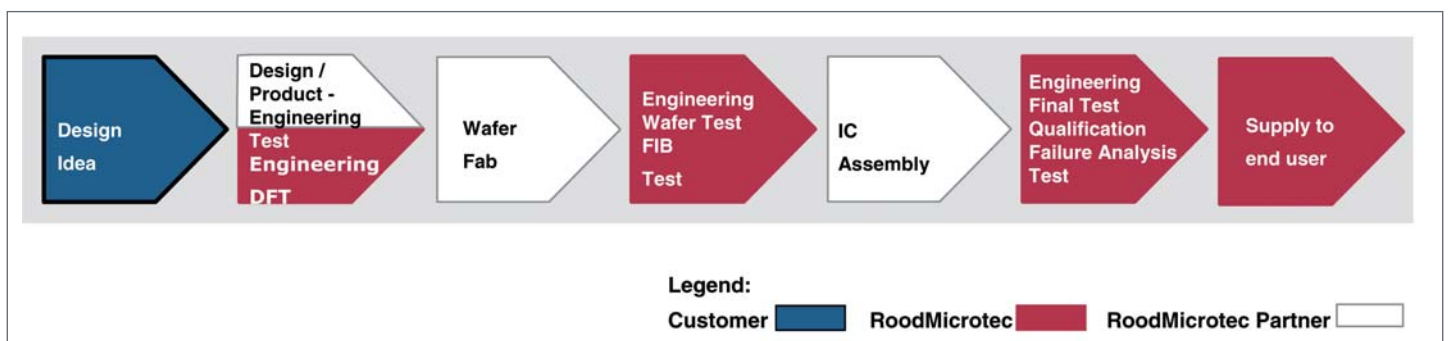 Design
Idea
Design /
Product -
Engineering
Test
Engineering
DFT
Wafer
Fab
Engineering
Wafer Test
FIB
Test
IC
Assembly
Engineering
Final Test
Qualification
Failure Analysis
Test
Supply to
end user
Legend:
Customer
RoodMicrotec
RoodMicrotec Partner